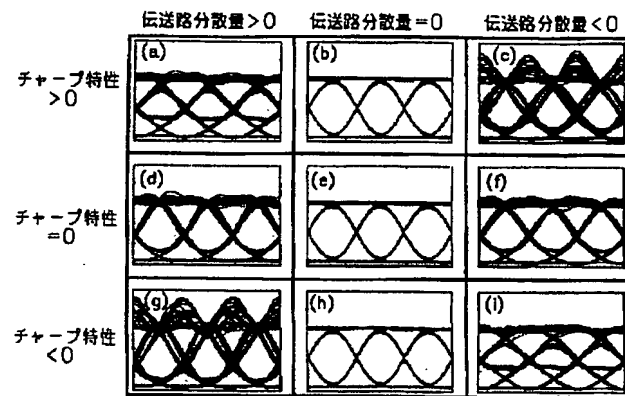 伝送路分散量>0 伝送路分散量=0 伝送路分散量<0
チャープ特性
>0
(a) (b) (c)
チャープ特性
=0
(d) (e) (f)
チャープ特性
<0
(g) (h) (i)